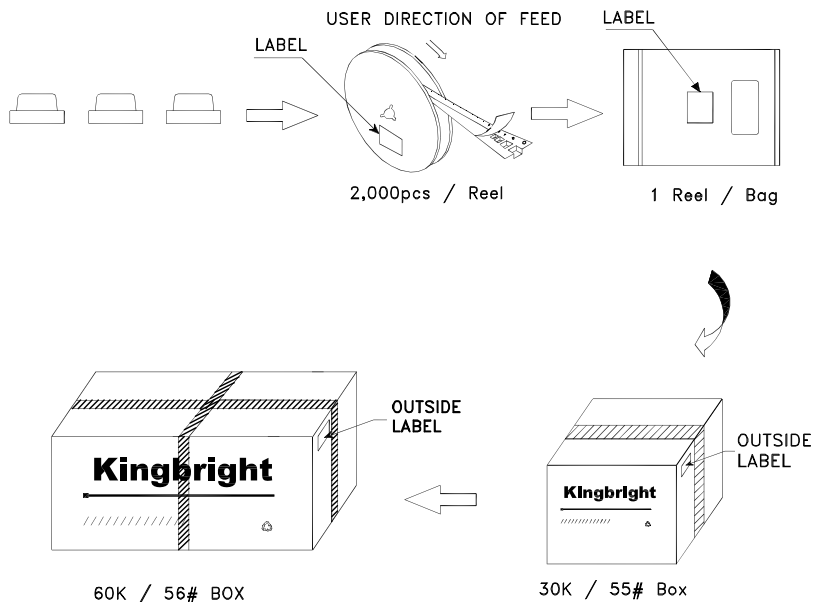 USER DIRECTION OF FEED
LABEL
LABEL
2,000pcs / Reel
1 Reel / Bag
OUTSIDE
LABEL
Kingbright
60K / 56# BOX
OUTSIDE
LABEL
Kingbright
30K / 55# Box